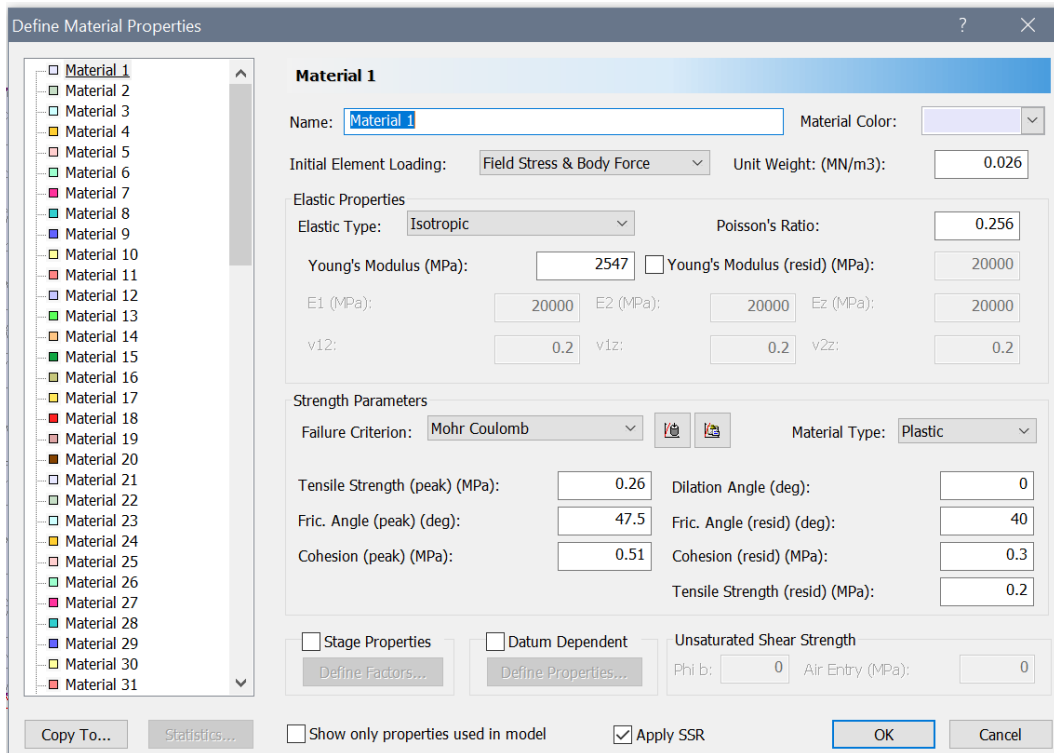 Define Material Properties ?
Material 1
Material 2
Material 3
Material 4
Material 5
Material 6
Material 7
Material 8
Material 9
Material 10
Material 11
Material 12
Material 13
Material 14
Material 15
Material 16
Material 17
Material 18
Material 19
Material 20
Material 21
Material 22
Material 23
Material 24
Material 25
Material 26
Material 27
Material 28
Material 29
Material 30
Material 31
Copy To... Statistics...
Material 1
Name: Material 1 Material Color:
Initial Element Loading: Field Stress & Body Force Unit Weight: (MN/m3): 0.026
Elastic Properties
Elastic Type: Isotropic Poisson's Ratio: 0.256
Young's Modulus (MPa): 2547 Young's Modulus (resid) (MPa): 20000
E1 (MPa): 20000 E2 (MPa): 20000 Ez (MPa): 20000
v12: 0.2 v1z: 0.2 v2z: 0.2
Strength Parameters
Failure Criterion: Mohr Coulomb Material Type: Plastic
Tensile Strength (peak) (MPa): 0.26 Dilation Angle (deg): 0
Fric. Angle (peak) (deg): 47.5 Fric. Angle (resid) (deg): 40
Cohesion (peak) (MPa): 0.51 Cohesion (resid) (MPa): 0.3
Tensile Strength (resid) (MPa): 0.2
Stage Properties Datum Dependent Unsaturated Shear Strength
Define Factors... Define Properties... Phi b: 0 Air Entry (MPa): 0
Show only properties used in model Apply SSR OK Cancel